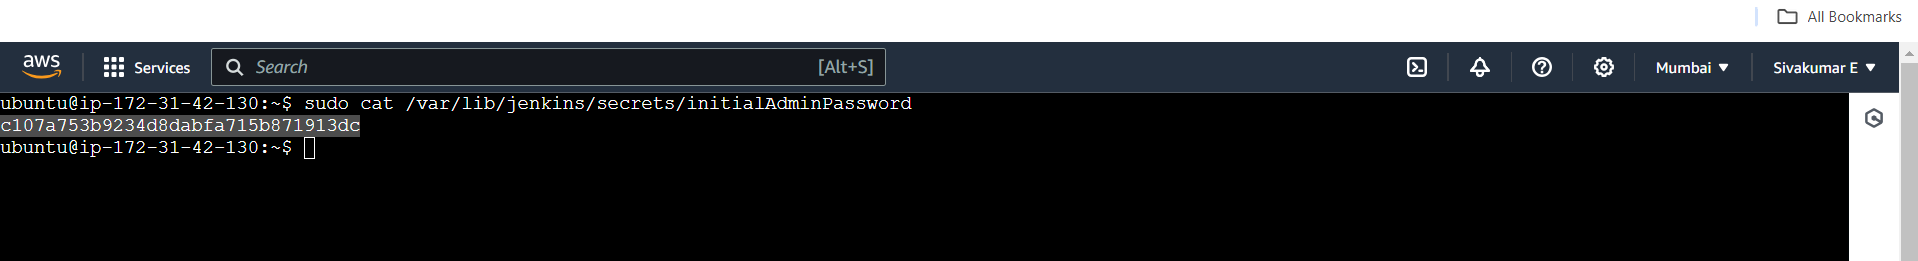 All Bookmarks
aws Services Search [Alt+S] Mumbai Sivakumar E
ubuntu@ip-172-31-42-130:~$ sudo cat /var/lib/jenkins/secrets/initialAdminPassword
c107a753b9234d8dabfa715b871913dc
ubuntu@ip-172-31-42-130:~$